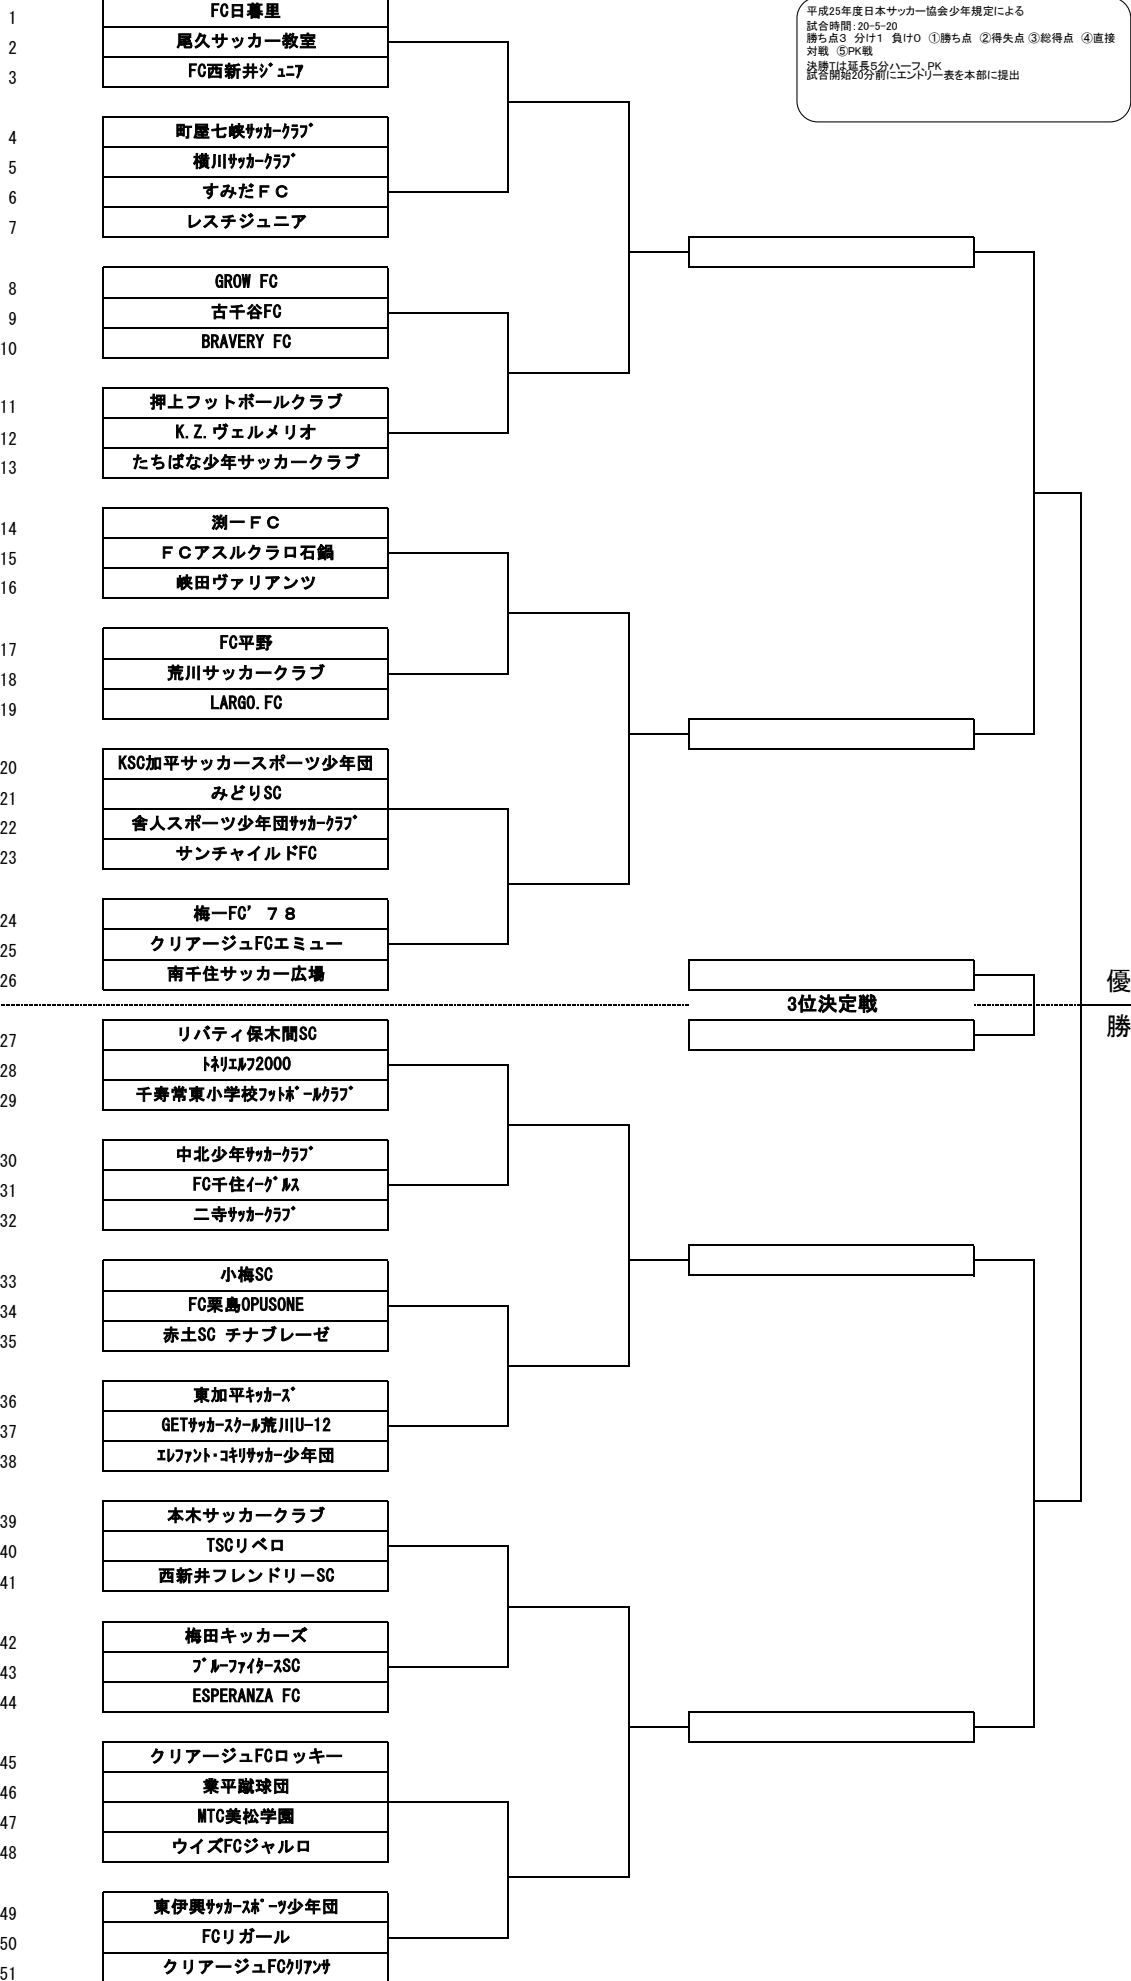 平成25年度日本サッカー協会少年規定による
試合時間:20-5-20
勝ち点3 分け1 負け0 ①勝ち点 ②得失点 ③総得点 ④直接
対戦 ⑤PK戦
決勝Tは延長5分ハーフ、PK
試合開始20分前にエントリー表を本部に提出
1 FC日暮里
2 尾久サッカー教室
3 FC西新井ｼﾞｭﾆｱ
4 町屋七峡ｻｯｶｰｸﾗﾌﾞ
5 横川ｻｯｶｰｸﾗﾌﾞ
6 すみだＦＣ
7 レスチジュニア
8 GROW FC
9 古千谷FC
10 BRAVERY FC
11 押上フットボールクラブ
12 K.Z.ヴェルメリオ
13 たちばな少年サッカークラブ
14 渕一ＦＣ
15 ＦＣアスルクラロ石鍋
16 峡田ヴァリアンツ
17 FC平野
18 荒川サッカークラブ
19 LARGO.FC
20 KSC加平サッカースポーツ少年団
21 みどりSC
22 舎人スポーツ少年団ｻｯｶｰｸﾗﾌﾞ
23 サンチャイルドFC
24 梅一FC’７８
25 クリアージュFCエミュー
26 南千住サッカー広場
3位決定戦
優
勝
27 リバティ保木間SC
28 ﾄﾈﾘｴﾙﾌ2000
29 千寿常東小学校ﾌｯﾄﾎﾞｰﾙｸﾗﾌﾞ
30 中北少年ｻｯｶｰｸﾗﾌﾞ
31 FC千住ｲｰｸﾞﾙｽ
32 二寺ｻｯｶｰｸﾗﾌﾞ
33 小梅SC
34 FC栗島OPUSONE
35 赤土SC チナブレーゼ
36 東加平ｷｯｶｰｽﾞ
37 GETｻｯｶｰｽｸｰﾙ荒川U-12
38 ｴﾚﾌｧﾝﾄ・ｺｷﾘｻｯｶｰ少年団
39 本木サッカークラブ
40 TSCリベロ
41 西新井フレンドリーSC
42 梅田キッカーズ
43 ﾌﾞﾙｰﾌｧｲﾀｰｽSC
44 ESPERANZA FC
45 クリアージュFCロッキー
46 業平蹴球団
47 MTC美松学園
48 ウイズFCジャルロ
49 東伊興ｻｯｶｰｽﾎﾟｰﾂ少年団
50 FCリガール
51 クリアージュFCｸﾘｱﾝｻ